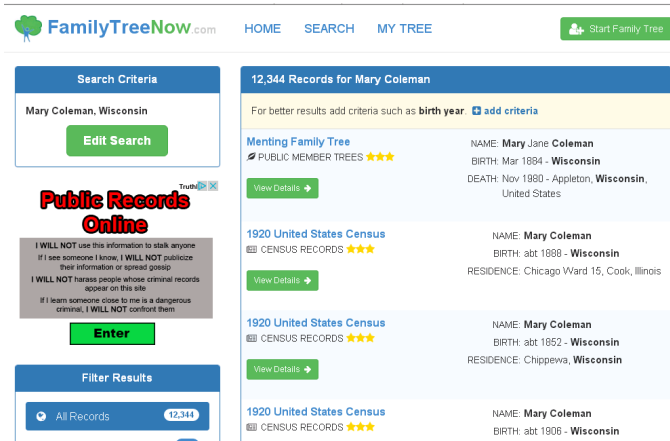 FamilyTreeNow.com
HOME SEARCH MY TREE
Start Family Tree
Search Criteria
Mary Coleman, Wisconsin
Edit Search
Truthf
Public Records
Online
I WILL NOT use this information to stalk anyone
If I see someone I know, I WILL NOT publicize
their information or spread gossip
I WILL NOT harass people whose criminal records
appear on this site
If I learn someone close to me is a dangerous
criminal, I WILL NOT confront them
Enter
Filter Results
All Records 12,344
12,344 Records for Mary Coleman
For better results add criteria such as birth year. add criteria
Menting Family Tree
PUBLIC MEMBER TREES
View Details
NAME: Mary Jane Coleman
BIRTH: Mar 1884 - Wisconsin
DEATH: Nov 1980 - Appleton, Wisconsin,
United States
1920 United States Census
CENSUS RECORDS
View Details
NAME: Mary Coleman
BIRTH: abt 1888 - Wisconsin
RESIDENCE: Chicago Ward 15, Cook, Illinois
1920 United States Census
CENSUS RECORDS
View Details
NAME: Mary Coleman
BIRTH: abt 1852 - Wisconsin
RESIDENCE: Chippewa, Wisconsin
1920 United States Census
CENSUS RECORDS
NAME: Mary Coleman
BIRTH: abt 1906 - Wisconsin